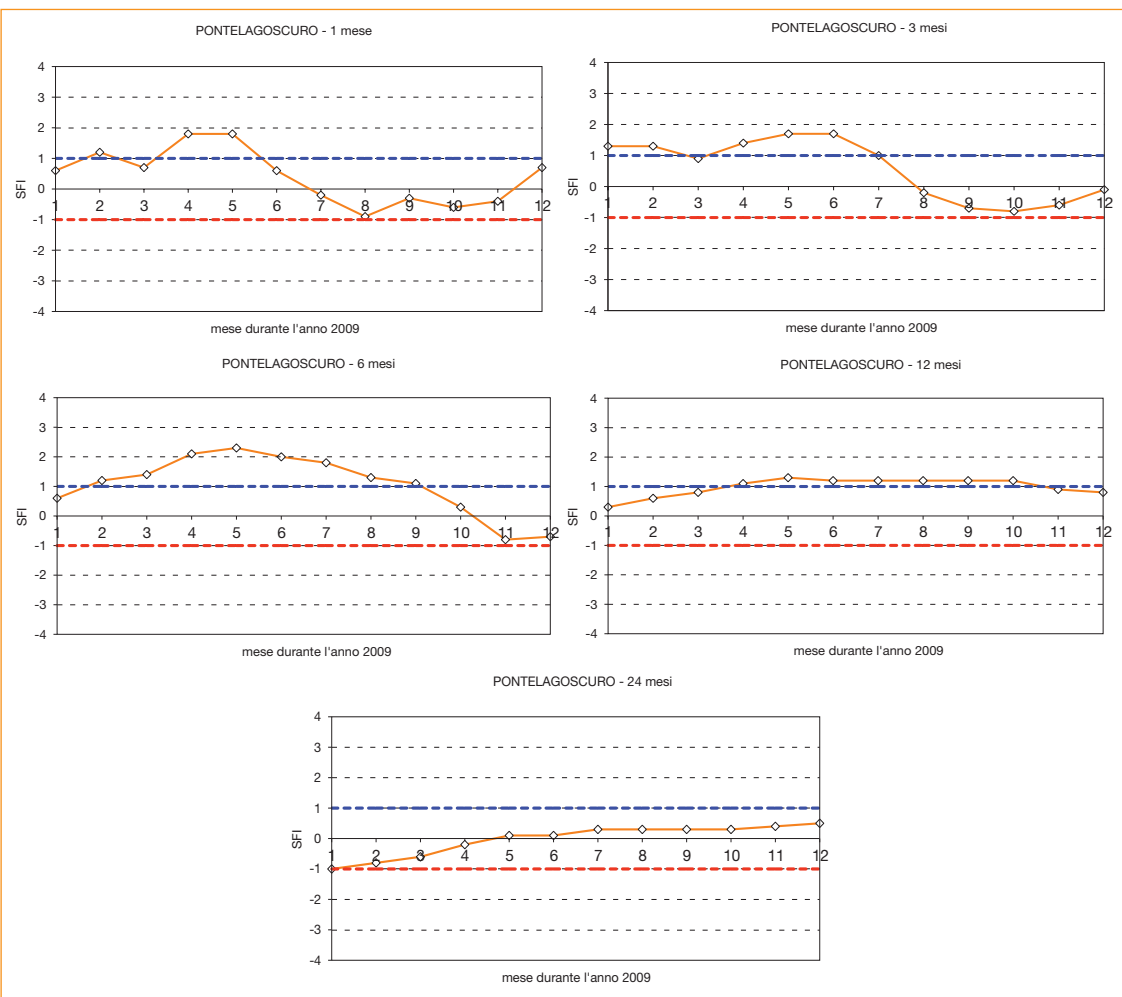 PONTELAGOSCURO - 1 mese
4
3
2
1
0
-1
-2
-3
-4
SFI
1 2 3 4 5 6 7 8 9 10 11 12
mese durante l'anno 2009
PONTELAGOSCURO - 3 mesi
4
3
2
1
0
-1
-2
-3
-4
SFI
1 2 3 4 5 6 7 8 9 10 11 12
mese durante l'anno 2009
PONTELAGOSCURO - 6 mesi
4
3
2
1
0
-1
-2
-3
-4
SFI
1 2 3 4 5 6 7 8 9 10 11 12
mese durante l'anno 2009
PONTELAGOSCURO - 12 mesi
4
3
2
1
0
-1
-2
-3
-4
SFI
1 2 3 4 5 6 7 8 9 10 11 12
mese durante l'anno 2009
PONTELAGOSCURO - 24 mesi
4
3
2
1
0
-1
-2
-3
-4
SFI
1 2 3 4 5 6 7 8 9 10 11 12
mese durante l'anno 2009